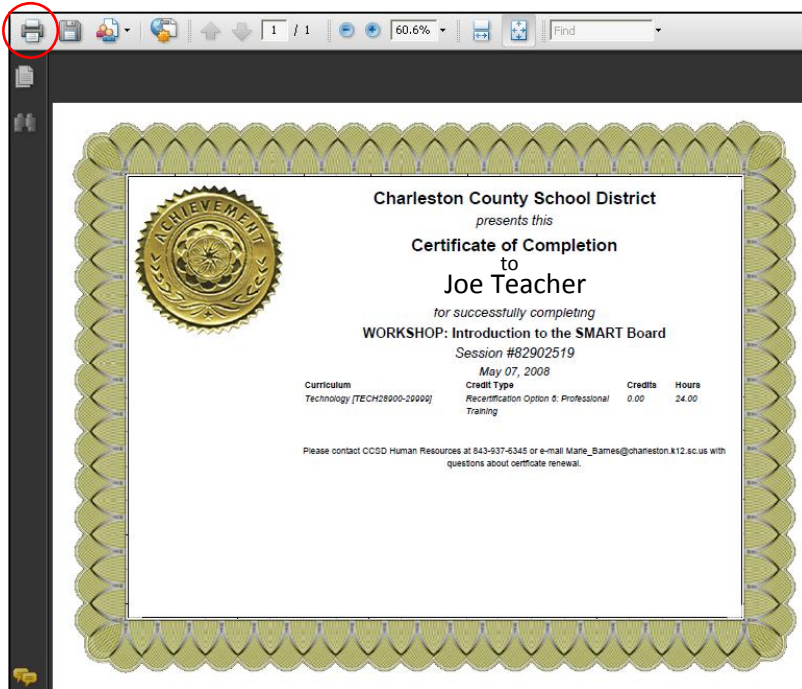 1 / 1 60.6% Find
ACHIEVEMENT
Charleston County School District
presents this
Certificate of Completion
to
Joe Teacher
for successfully completing
WORKSHOP: Introduction to the SMART Board
Session #82902519
May 07, 2008
Curriculum Credit Type Credits Hours
Technology [TECH28900-29999] Recertification Option 6: Professional 0.00 24.00
Training
Please contact CCSD Human Resources at 843-937-6345 or e-mail Marie_Barnes@charleston.k12.sc.us with
questions about certficate renewal.